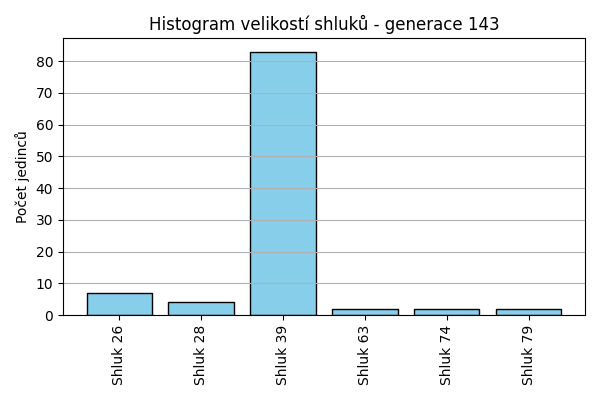 Histogram velikostí shluků - generace 143
Počet jedinců
80
70
60
50
40
30
20
10
0
Shluk 26
Shluk 28
Shluk 39
Shluk 63
Shluk 74
Shluk 79